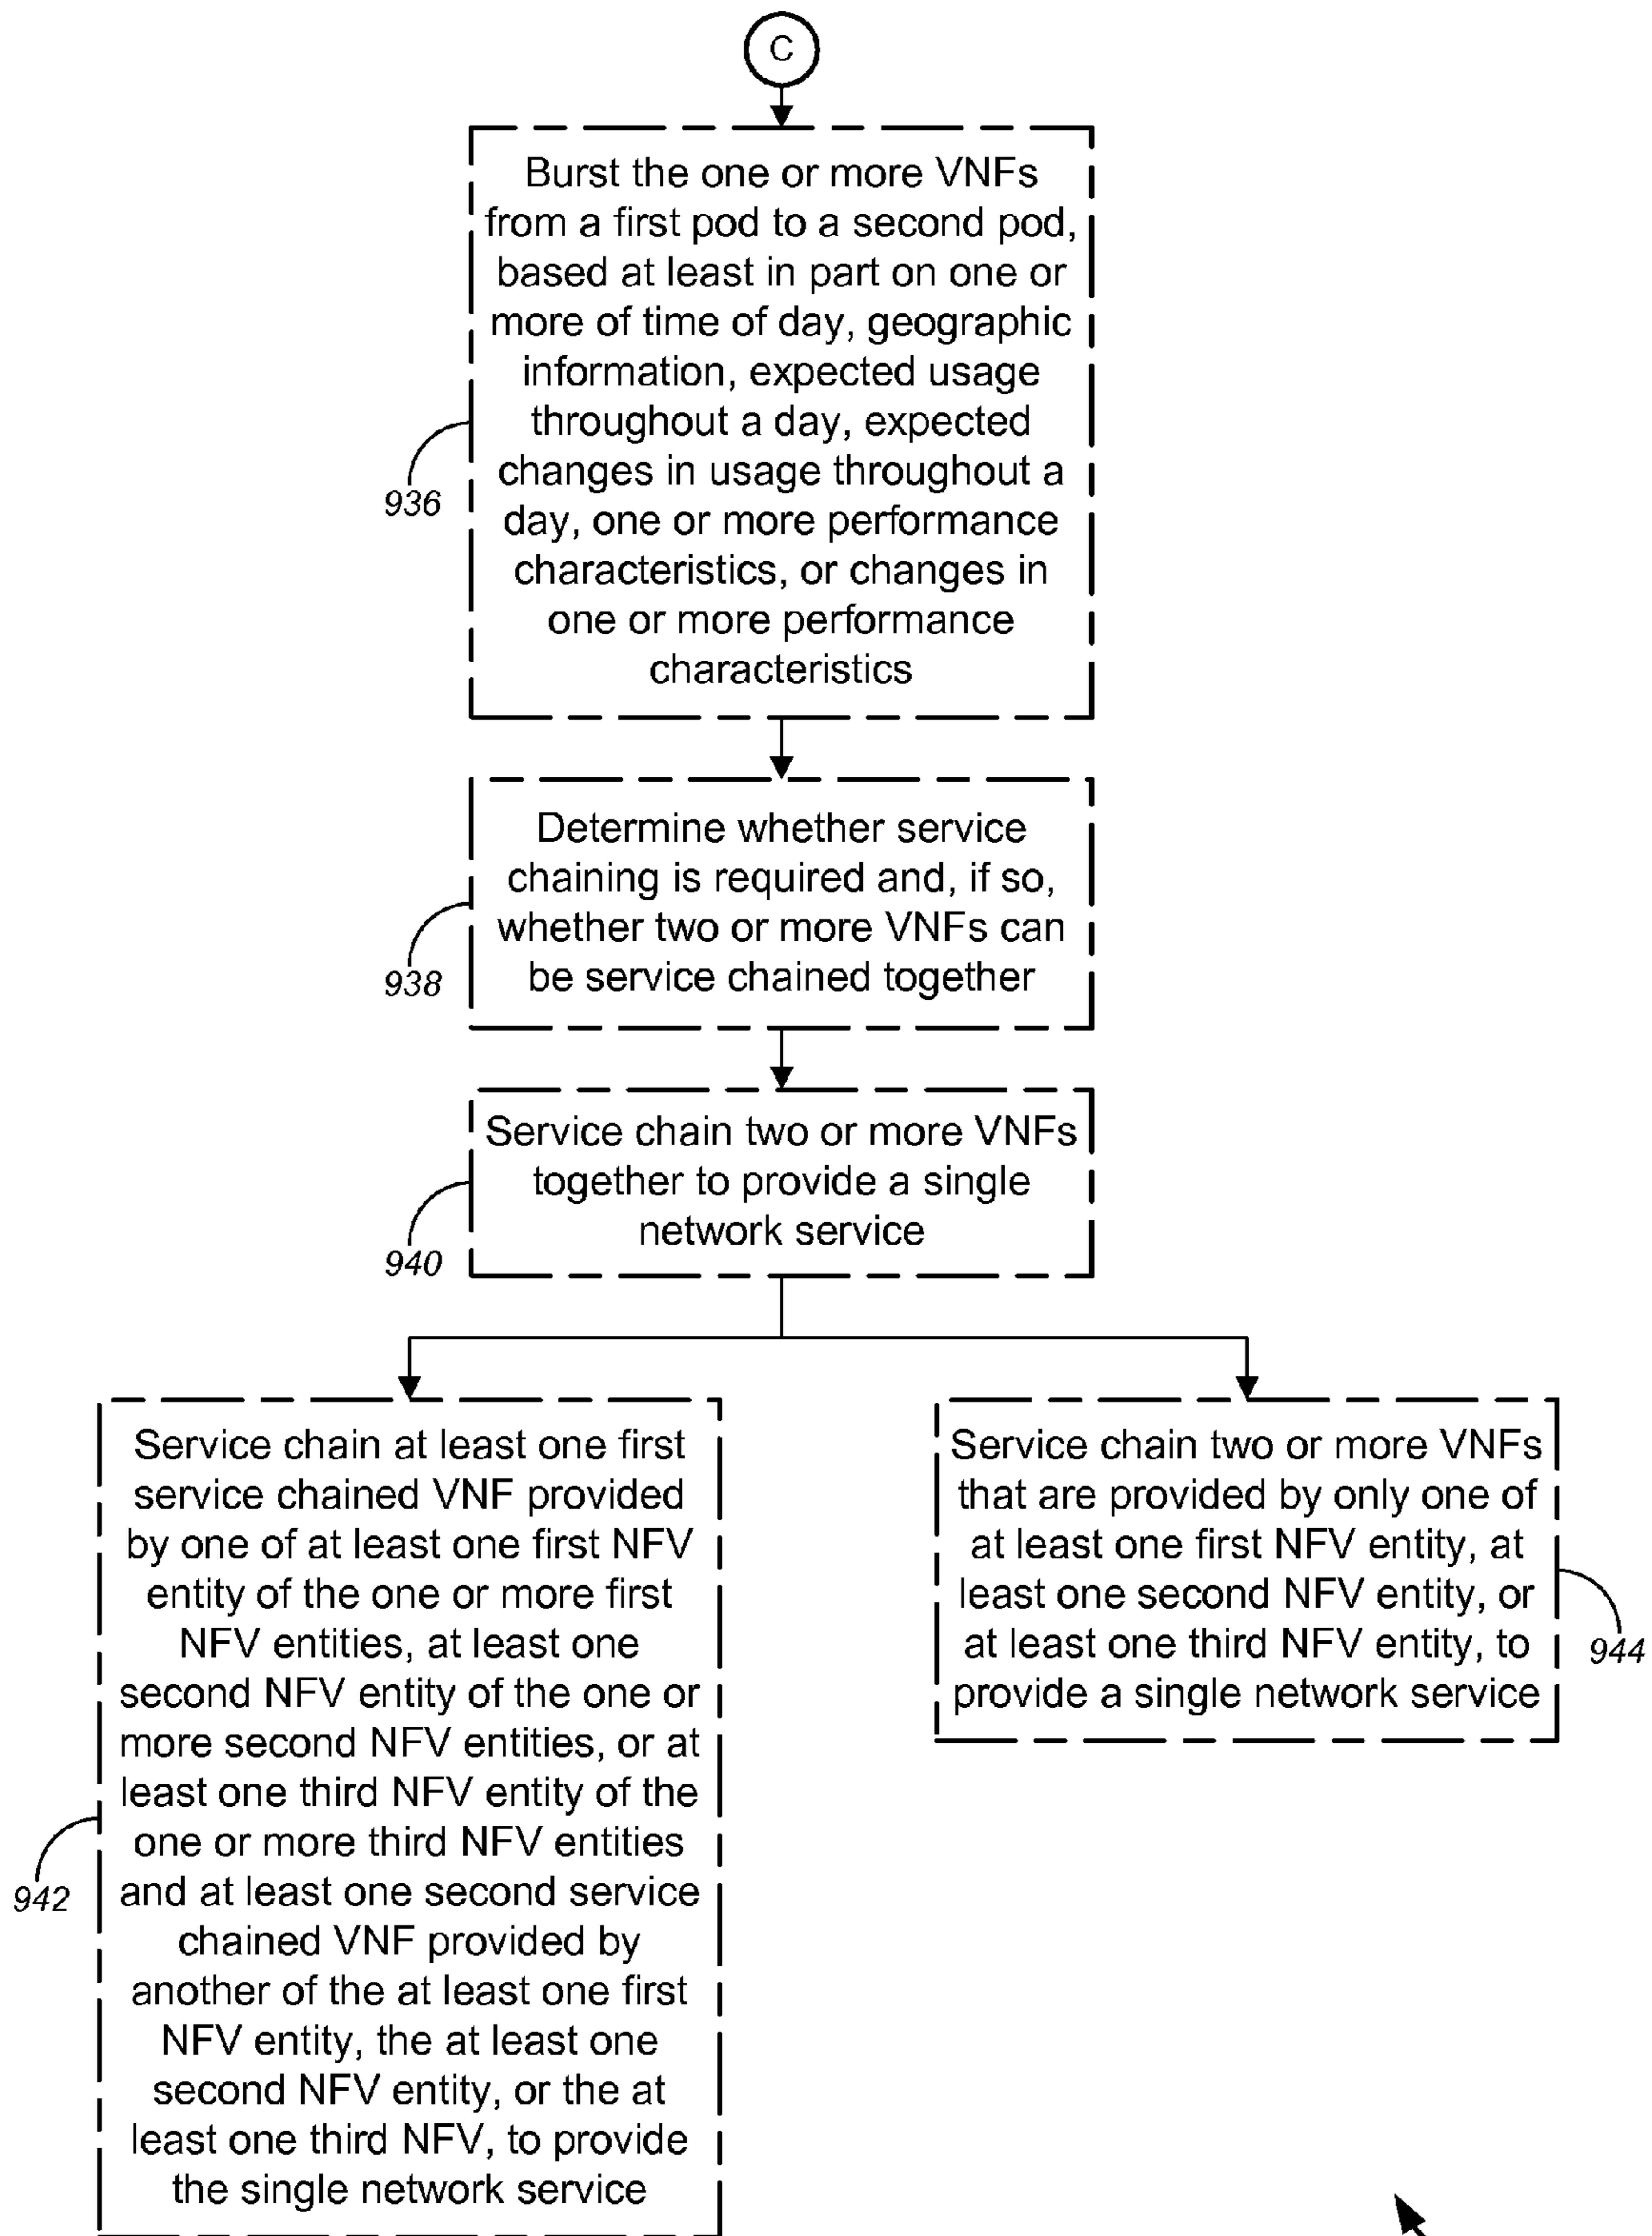 C
Burst the one or more VNFs
from a first pod to a second pod,
based at least in part on one or
more of time of day, geographic
information, expected usage
throughout a day, expected
changes in usage throughout a
day, one or more performance
characteristics, or changes in
one or more performance
characteristics
936
Determine whether service
chaining is required and, if so,
whether two or more VNFs can
be service chained together
938
Service chain two or more VNFs
together to provide a single
network service
940
Service chain at least one first
service chained VNF provided
by one of at least one first NFV
entity of the one or more first
NFV entities, at least one
second NFV entity of the one or
more second NFV entities, or at
least one third NFV entity of the
one or more third NFV entities
and at least one second service
chained VNF provided by
another of the at least one first
NFV entity, the at least one
second NFV entity, or the at
least one third NFV, to provide
the single network service
942
Service chain two or more VNFs
that are provided by only one of
at least one first NFV entity, at
least one second NFV entity, or
at least one third NFV entity, to
provide a single network service
944